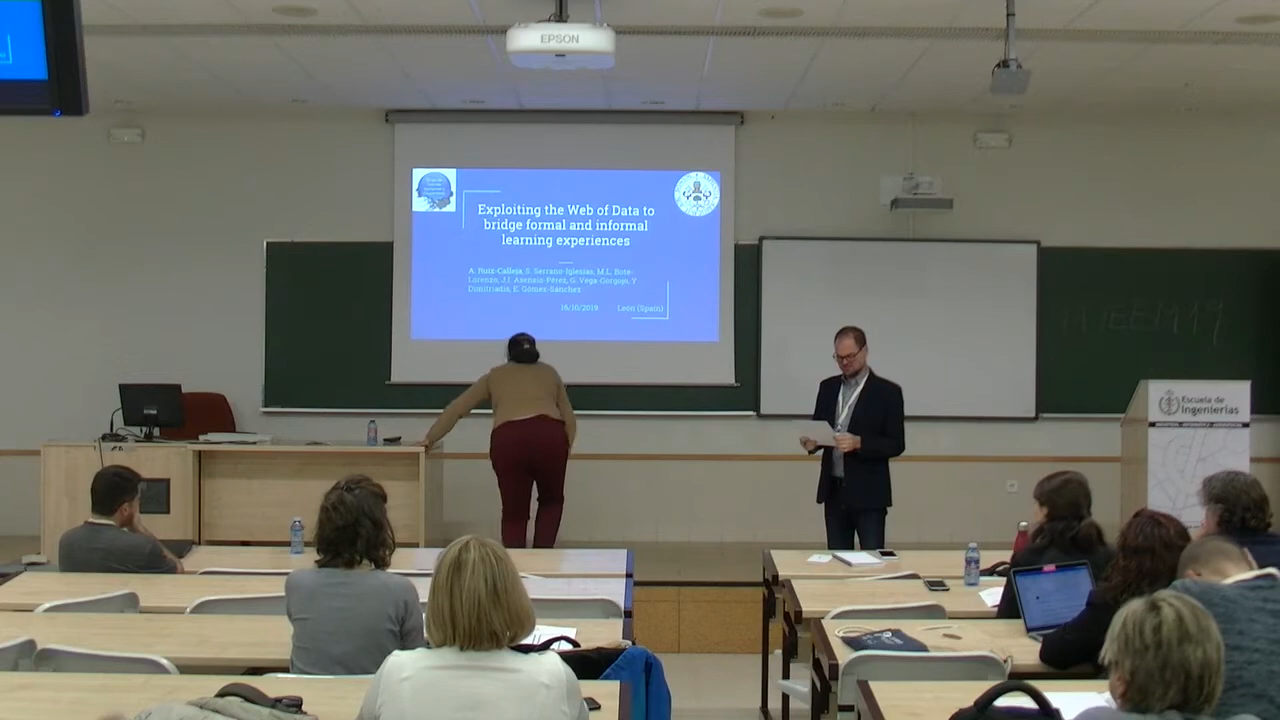 EPSON
Exploiting the Web of Data to
bridge formal and informal
learning experiences
A. Ruiz-Calleja, S. Serrano-Iglesias, M.L. Bote-
Lorenzo, J.I. Asensio-Pérez, G. Vega-Gorgojo, Y.
Dimitriadis, E. Gómez-Sánchez
16/10/2019 León (Spain)
Escuela de
Ingenierías